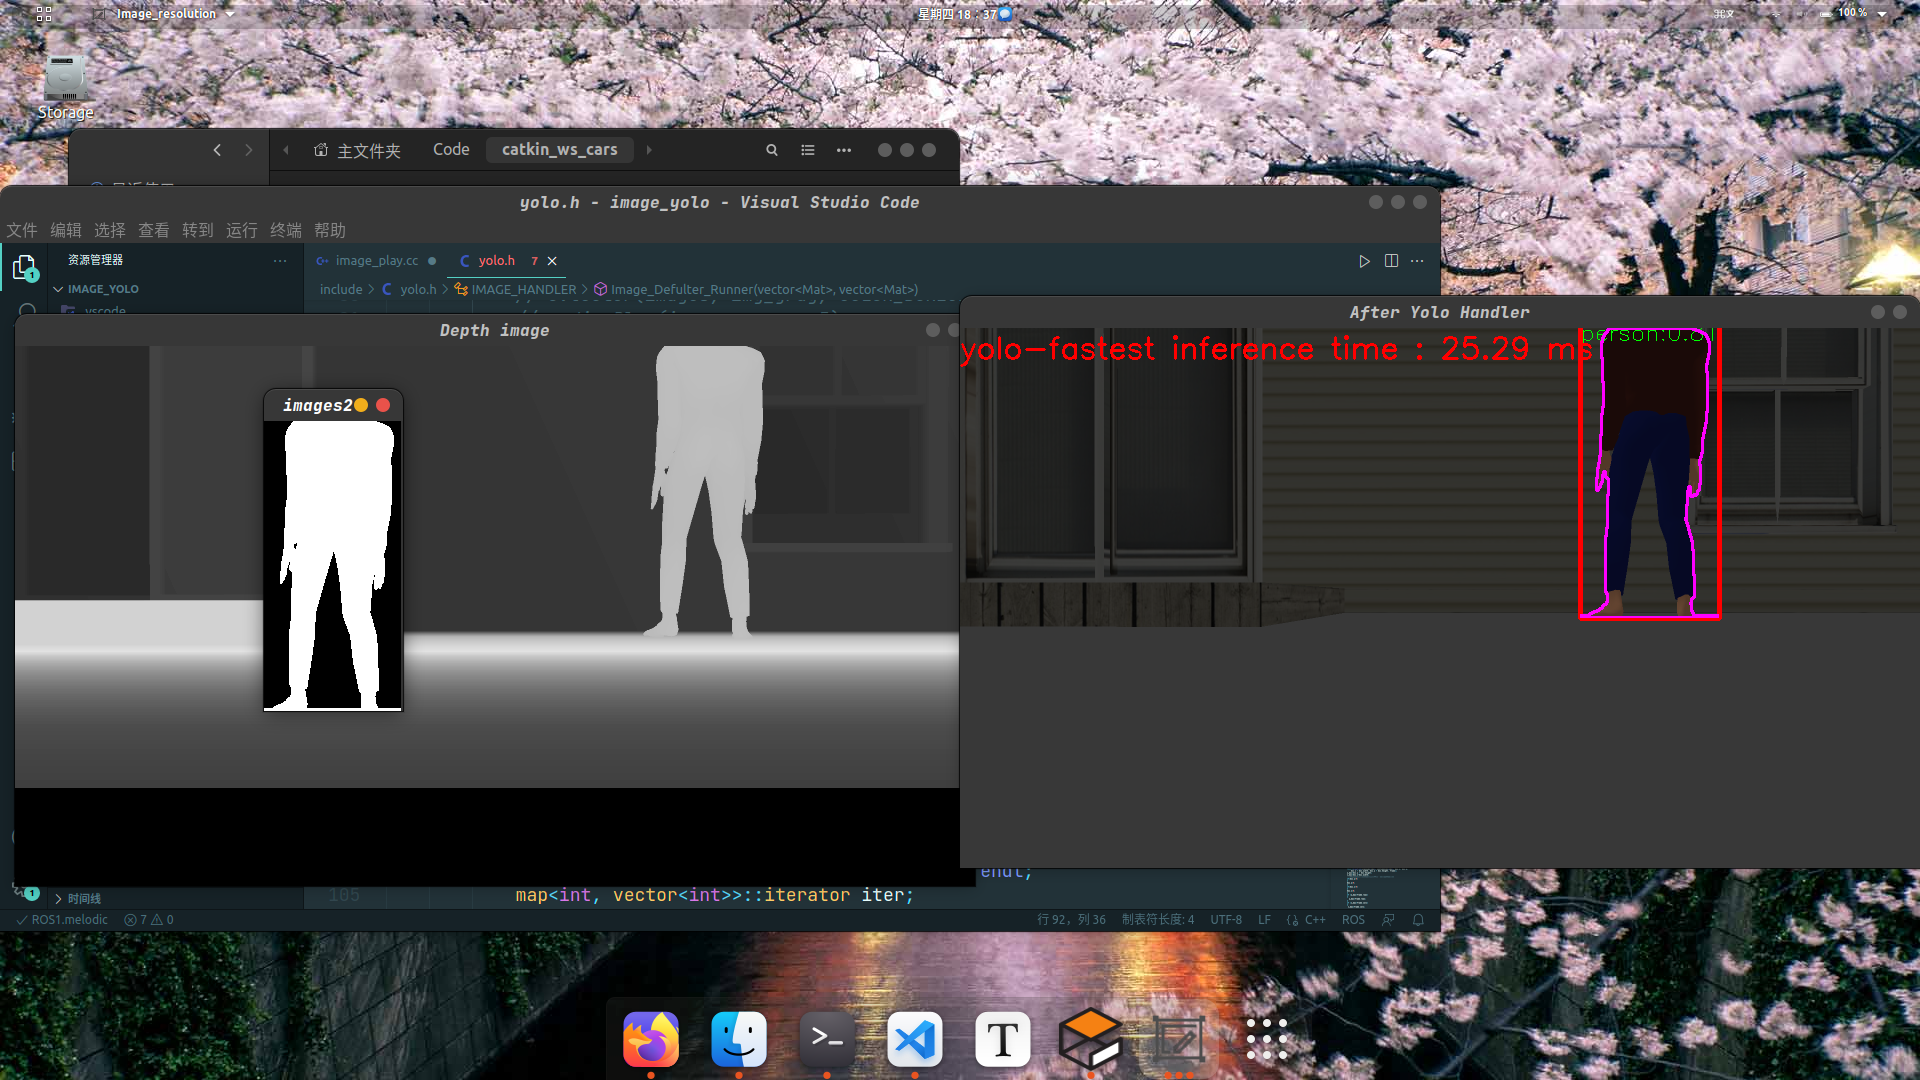 Image_resolution
星期四 18：37
100 %
Storage
主文件夹
Code
catkin_ws_cars
yolo.h - image_yolo - Visual Studio Code
文件 编辑 选择 查看 转到 运行 终端 帮助
资源管理器
image_play.cc
yolo.h 7
IMAGE_YOLO
include > C yolo.h > IMAGE_HANDLER > Image_Defulter_Runner(vector<Mat>, vector<Mat>)
.vscode
Depth image
images2
After Yolo Handler
yolo-fastest inference time : 25.29 ms
person:0.61
时间线
105 map<int, vector<int>>::iterator iter;
ROS1.melodic
7 0
行 92，列 36
制表符长度: 4
UTF-8
LF
C++
ROS
1
1
T